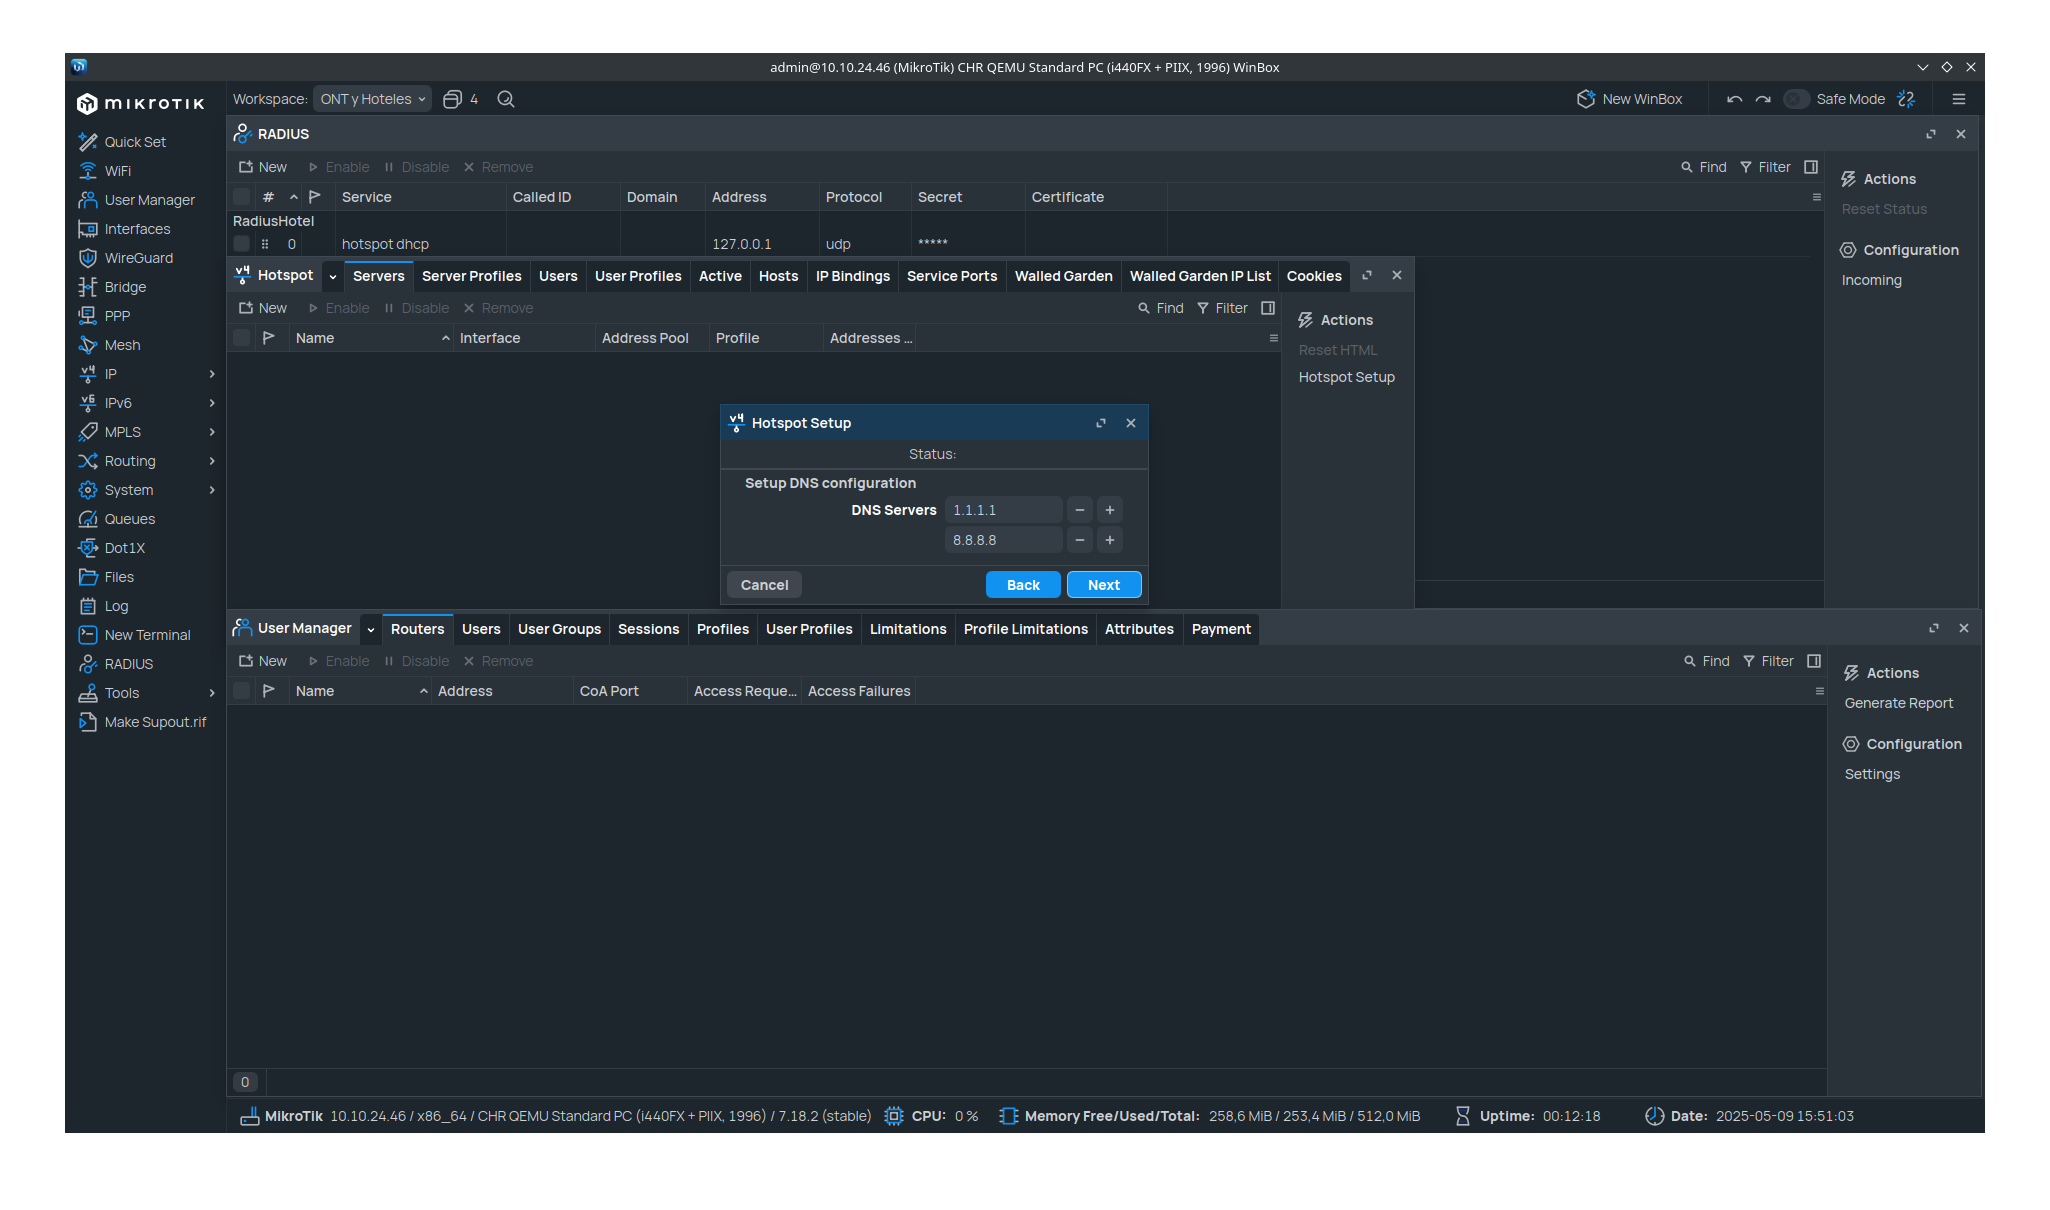 admin@10.10.24.46 (MikroTik) CHR QEMU Standard PC (i440FX + PIIX, 1996) WinBox
MIKROTIK
Workspace: ONT y Hoteles 4 New WinBox Safe Mode
Quick Set
WiFi
User Manager
Interfaces
WireGuard
Bridge
PPP
Mesh
IP
IPv6
MPLS
Routing
System
Queues
Dot1X
Files
Log
New Terminal
RADIUS
Tools
Make Supout.rif
RADIUS
New Enable Disable Remove Find Filter
# Service Called ID Domain Address Protocol Secret Certificate
RadiusHotel
0 hotspot dhcp 127.0.0.1 udp *****
Actions
Reset Status
Configuration
Incoming
Hotspot Servers Server Profiles Users User Profiles Active Hosts IP Bindings Service Ports Walled Garden Walled Garden IP List Cookies
New Enable Disable Remove Find Filter
Name Interface Address Pool Profile Addresses ...
Actions
Reset HTML
Hotspot Setup
Hotspot Setup
Status:
Setup DNS configuration
DNS Servers 1.1.1.1
8.8.8.8
Cancel Back Next
User Manager Routers Users User Groups Sessions Profiles User Profiles Limitations Profile Limitations Attributes Payment
New Enable Disable Remove Find Filter
Name Address CoA Port Access Reque... Access Failures
Actions
Generate Report
Configuration
Settings
0
MikroTik 10.10.24.46 / x86_64 / CHR QEMU Standard PC (i440FX + PIIX, 1996) / 7.18.2 (stable) CPU: 0 % Memory Free/Used/Total: 258,6 MiB / 253,4 MiB / 512,0 MiB Uptime: 00:12:18 Date: 2025-05-09 15:51:03